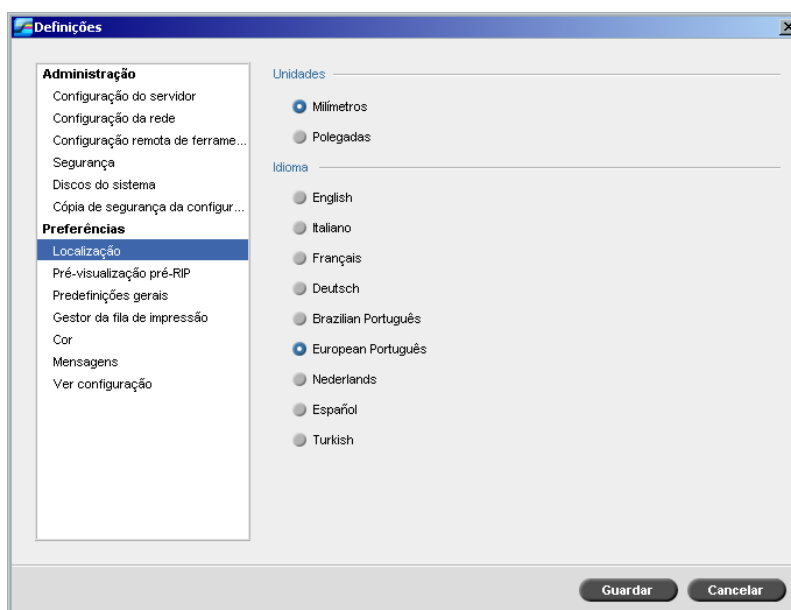 Definições
Administração
Configuração do servidor
Configuração da rede
Configuração remota de ferrame...
Segurança
Discos do sistema
Cópia de segurança da configur...
Preferências
Localização
Pré-visualização pré-RIP
Predefinições gerais
Gestor da fila de impressão
Cor
Mensagens
Ver configuração
Unidades
Milímetros
Polegadas
Idioma
English
Italiano
Français
Deutsch
Brazilian Português
European Português
Nederlands
Español
Turkish
Guardar
Cancelar